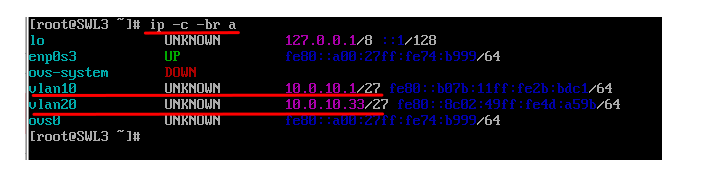 [root@SWL3 ~]# ip -c -br a
lo UNKNOWN 127.0.0.1/8 ::1/128
enp0s3 UP fe80::a00:27ff:fe74:b999/64
ovs-system DOWN
vlan10 UNKNOWN 10.0.10.1/27 fe80::b07b:11ff:fe2b:bdc1/64
vlan20 UNKNOWN 10.0.10.33/27 fe80::8c02:49ff:fe4d:a59b/64
ovs0 UNKNOWN fe80::a00:27ff:fe74:b999/64
[root@SWL3 ~]#